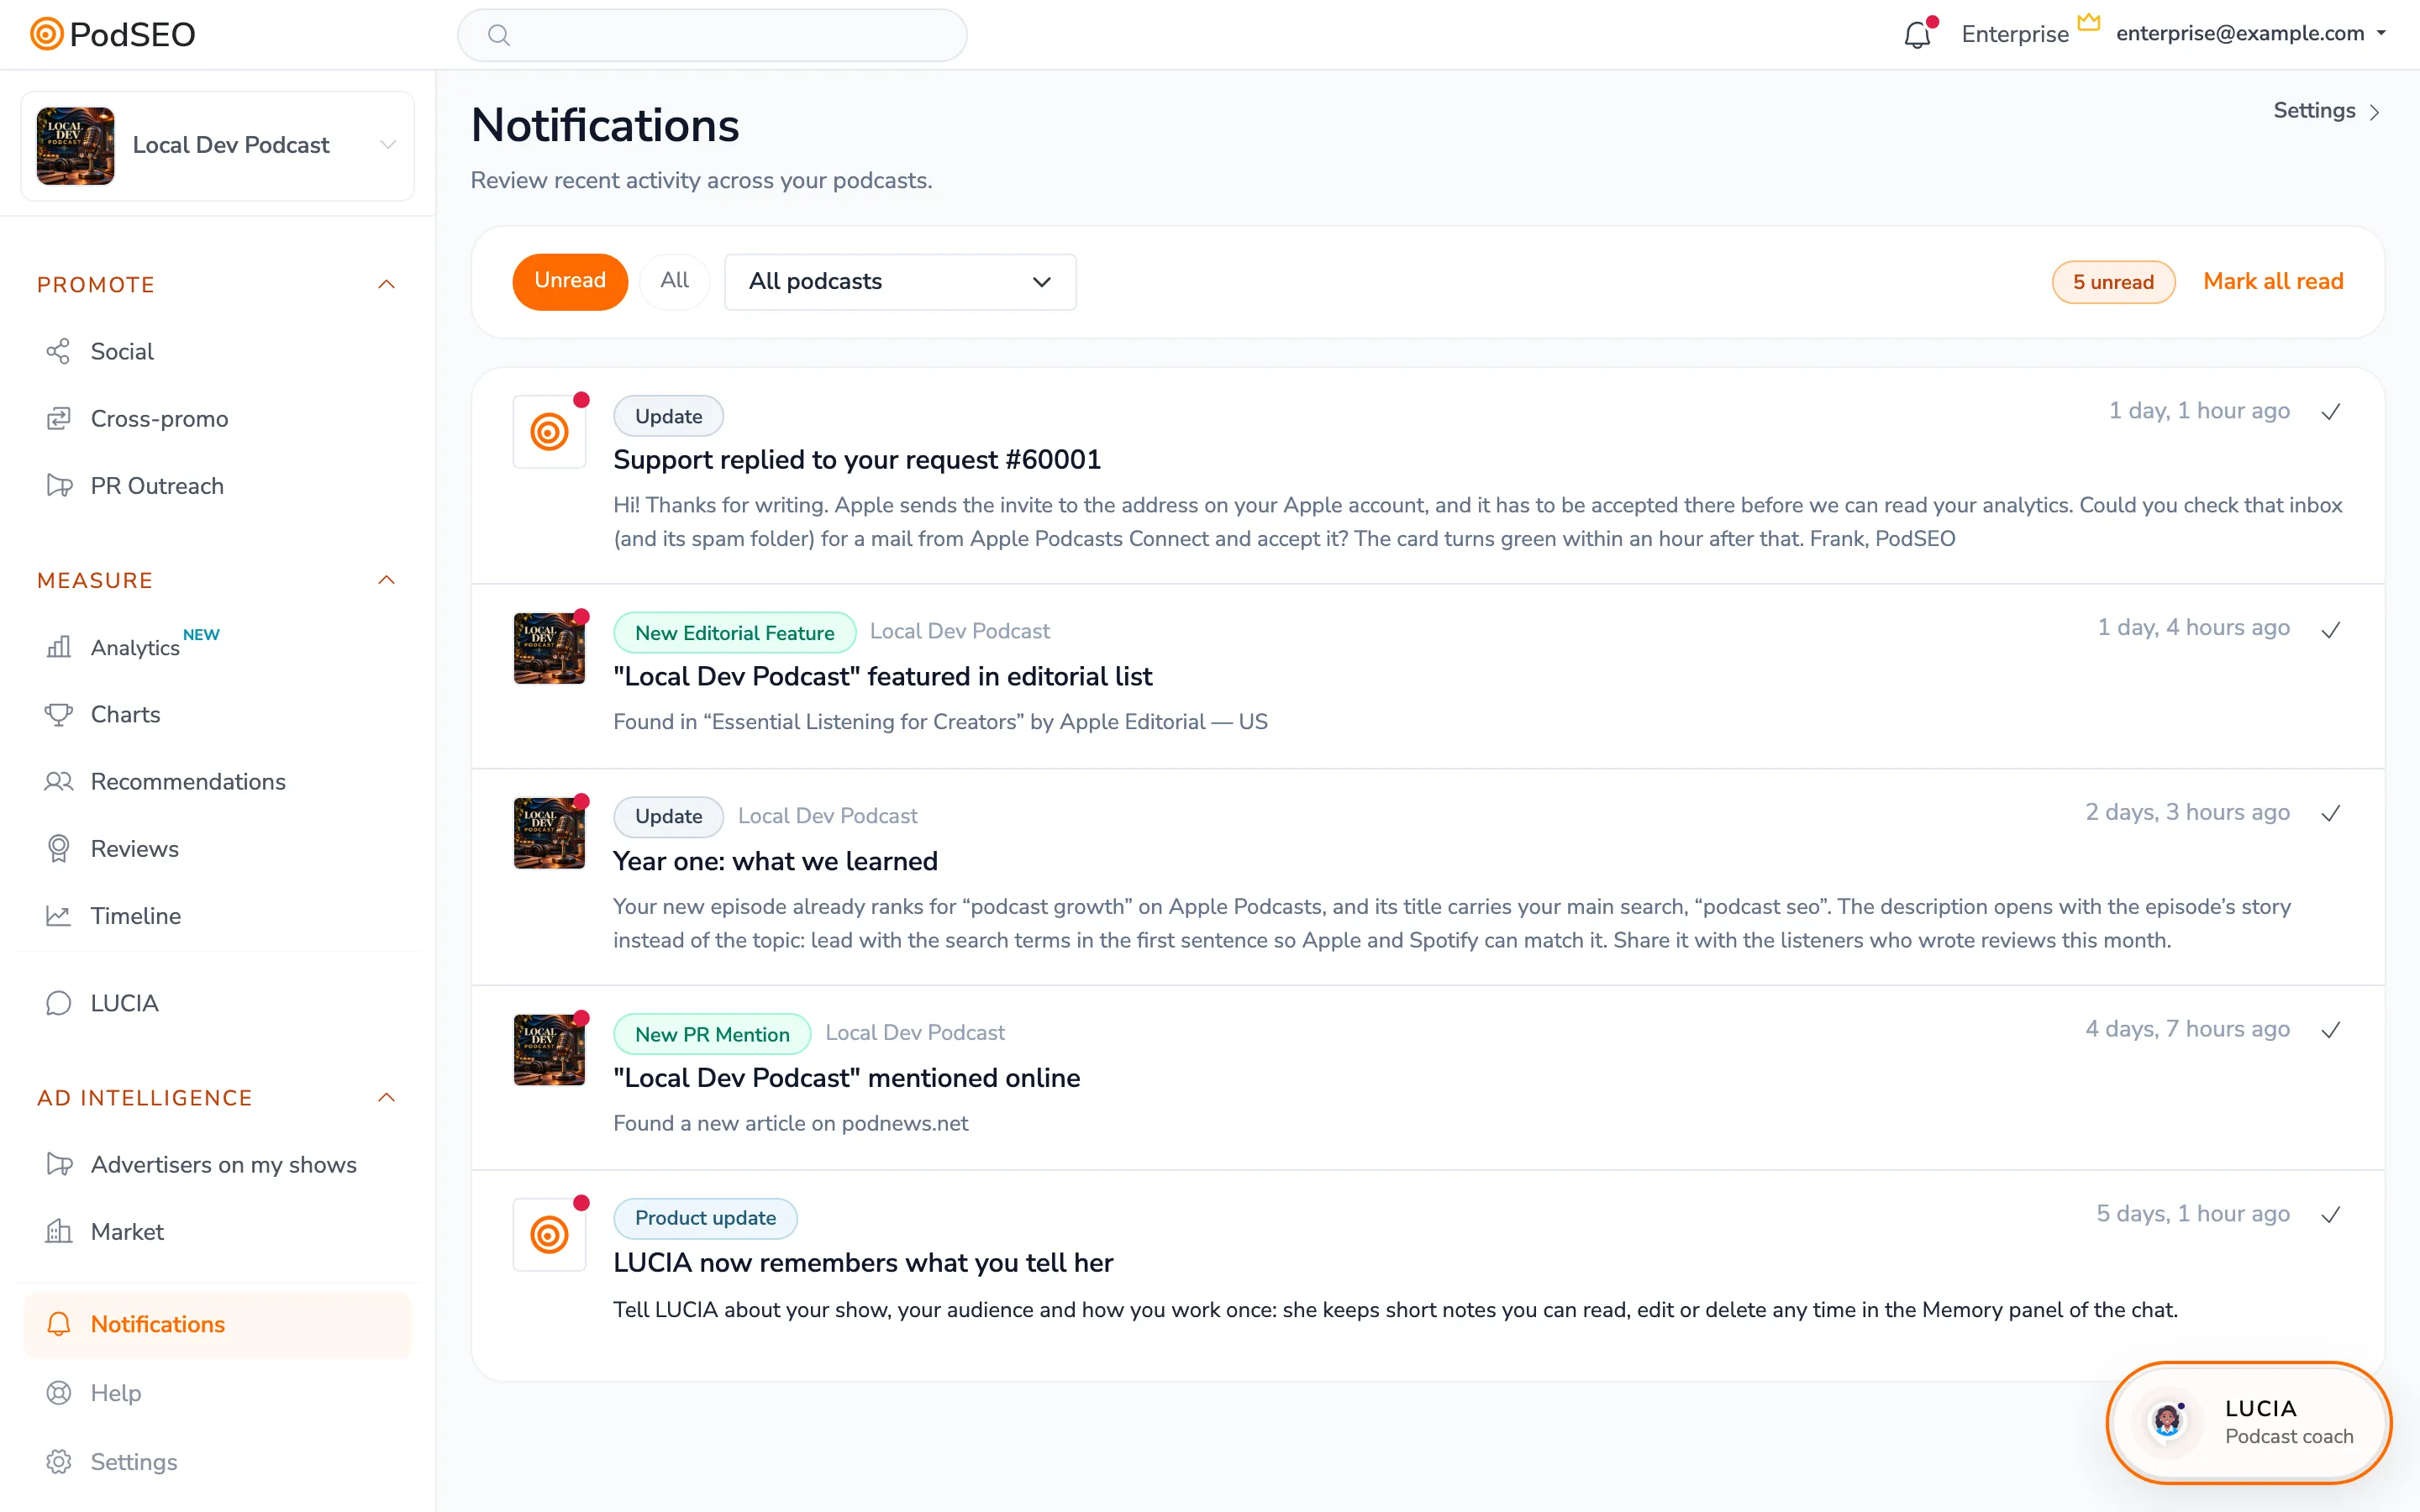 PodSEO
Enterprise
enterprise@example.com
LOCAL DEV PODCAST
Local Dev Podcast
PROMOTE
Social
Cross-promo
PR Outreach
MEASURE
Analytics NEW
Charts
Recommendations
Reviews
Timeline
LUCIA
AD INTELLIGENCE
Advertisers on my shows
Market
Notifications
Help
Settings
Notifications
Settings
Review recent activity across your podcasts.
Unread
All
All podcasts
5 unread
Mark all read
Update
1 day, 1 hour ago
Support replied to your request #60001
Hi! Thanks for writing. Apple sends the invite to the address on your Apple account, and it has to be accepted there before we can read your analytics. Could you check that inbox
(and its spam folder) for a mail from Apple Podcasts Connect and accept it? The card turns green within an hour after that. Frank, PodSEO
LOCAL DEV PODCAST
New Editorial Feature
Local Dev Podcast
1 day, 4 hours ago
"Local Dev Podcast" featured in editorial list
Found in “Essential Listening for Creators” by Apple Editorial — US
LOCAL DEV PODCAST
Update
Local Dev Podcast
2 days, 3 hours ago
Year one: what we learned
Your new episode already ranks for “podcast growth” on Apple Podcasts, and its title carries your main search, “podcast seo”. The description opens with the episode’s story
instead of the topic: lead with the search terms in the first sentence so Apple and Spotify can match it. Share it with the listeners who wrote reviews this month.
LOCAL DEV PODCAST
New PR Mention
Local Dev Podcast
4 days, 7 hours ago
"Local Dev Podcast" mentioned online
Found a new article on podnews.net
Product update
5 days, 1 hour ago
LUCIA now remembers what you tell her
Tell LUCIA about your show, your audience and how you work once: she keeps short notes you can read, edit or delete any time in the Memory panel of the chat.
LUCIA
Podcast coach